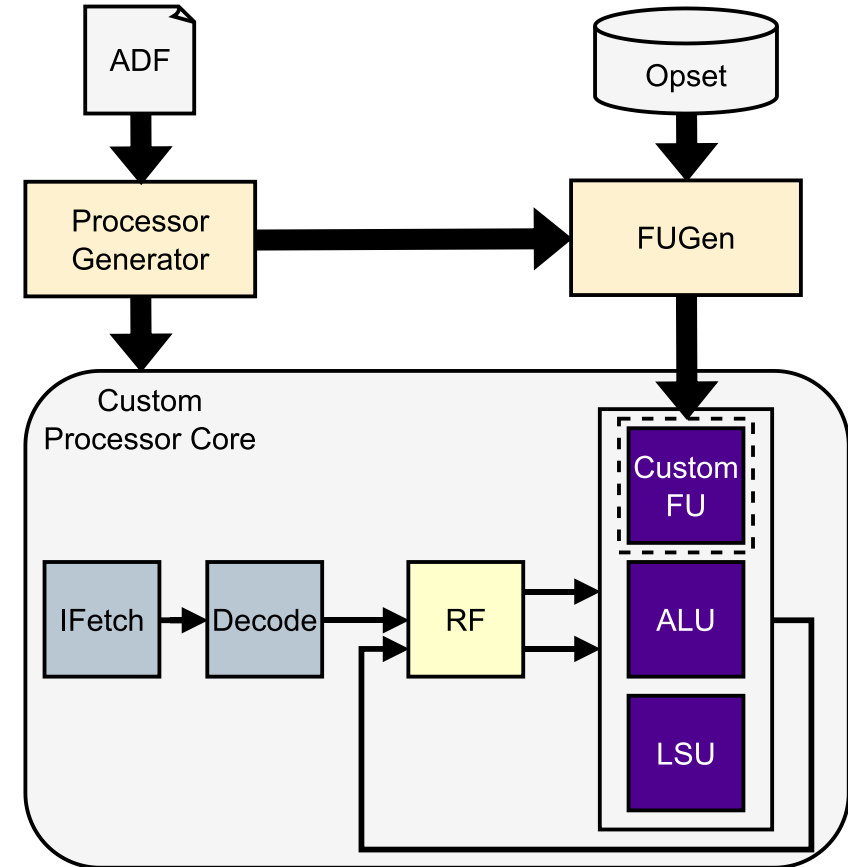 ADF
Opset
Processor
Generator
FUGen
Custom
Processor Core
Custom
FU
IFetch
Decode
RF
ALU
LSU